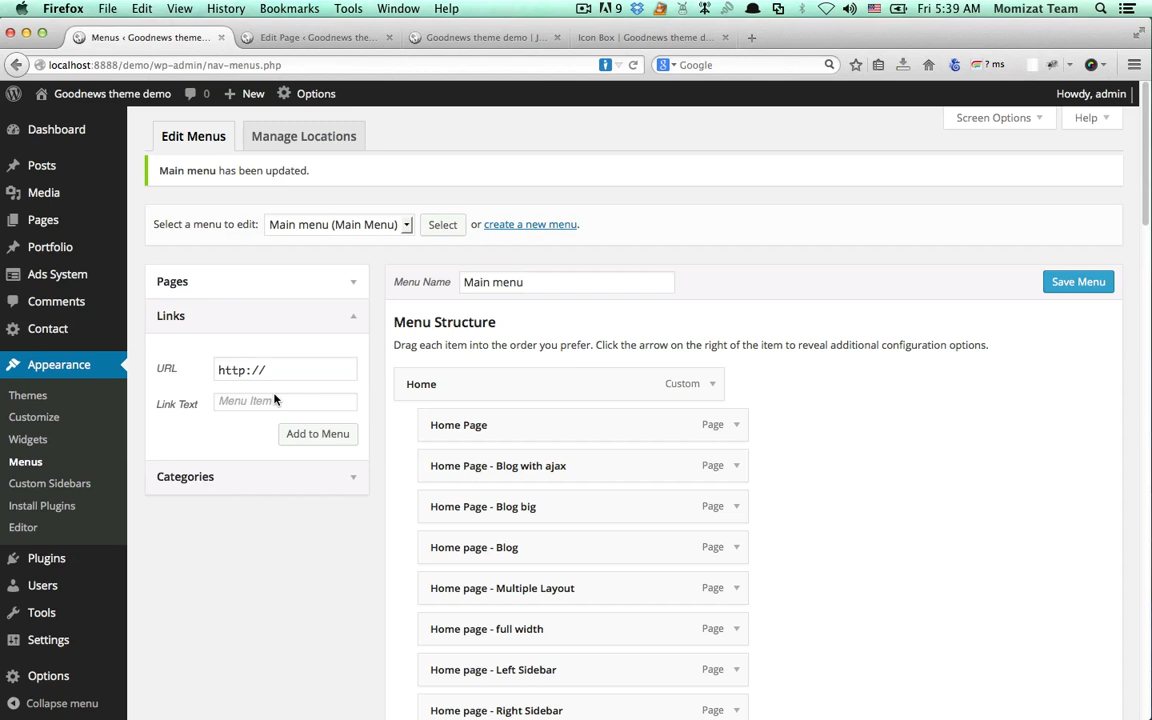 Firefox File Edit View History Bookmarks Tools Window Help 9 Fri 5:39 AM Momizat Team
Menus ‹ Goodnews theme... Edit Page ‹ Goodnews the... Goodnews theme demo | J... Icon Box | Goodnews theme d...
localhost:8888/demo/wp-admin/nav-menus.php Google ? ms
Goodnews theme demo 0 New Options Howdy, admin
Screen Options Help
Edit Menus Manage Locations
Main menu has been updated.
Select a menu to edit: Main menu (Main Menu) Select or create a new menu.
Dashboard
Posts
Media
Pages
Portfolio
Ads System
Comments
Contact
Appearance
Themes
Customize
Widgets
Menus
Custom Sidebars
Install Plugins
Editor
Plugins
Users
Tools
Settings
Options
Collapse menu
Pages
Links
URL http://
Link Text Menu Item
Add to Menu
Categories
Menu Name Main menu Save Menu
Menu Structure
Drag each item into the order you prefer. Click the arrow on the right of the item to reveal additional configuration options.
Home Custom
Home Page Page
Home Page - Blog with ajax Page
Home Page - Blog big Page
Home page - Blog Page
Home page - Multiple Layout Page
Home page - full width Page
Home page - Left Sidebar Page
Home page - Right Sidebar Page